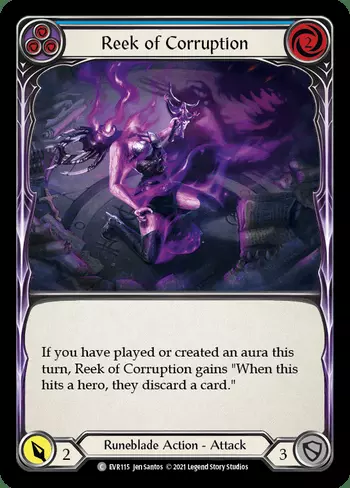 Reek of Corruption
2
If you have played or created an aura this
turn, Reek of Corruption gains "When this
hits a hero, they discard a card."
2
Runeblade Action - Attack
3
C EVR115 Jen Santos © 2021 Legend Story Studios